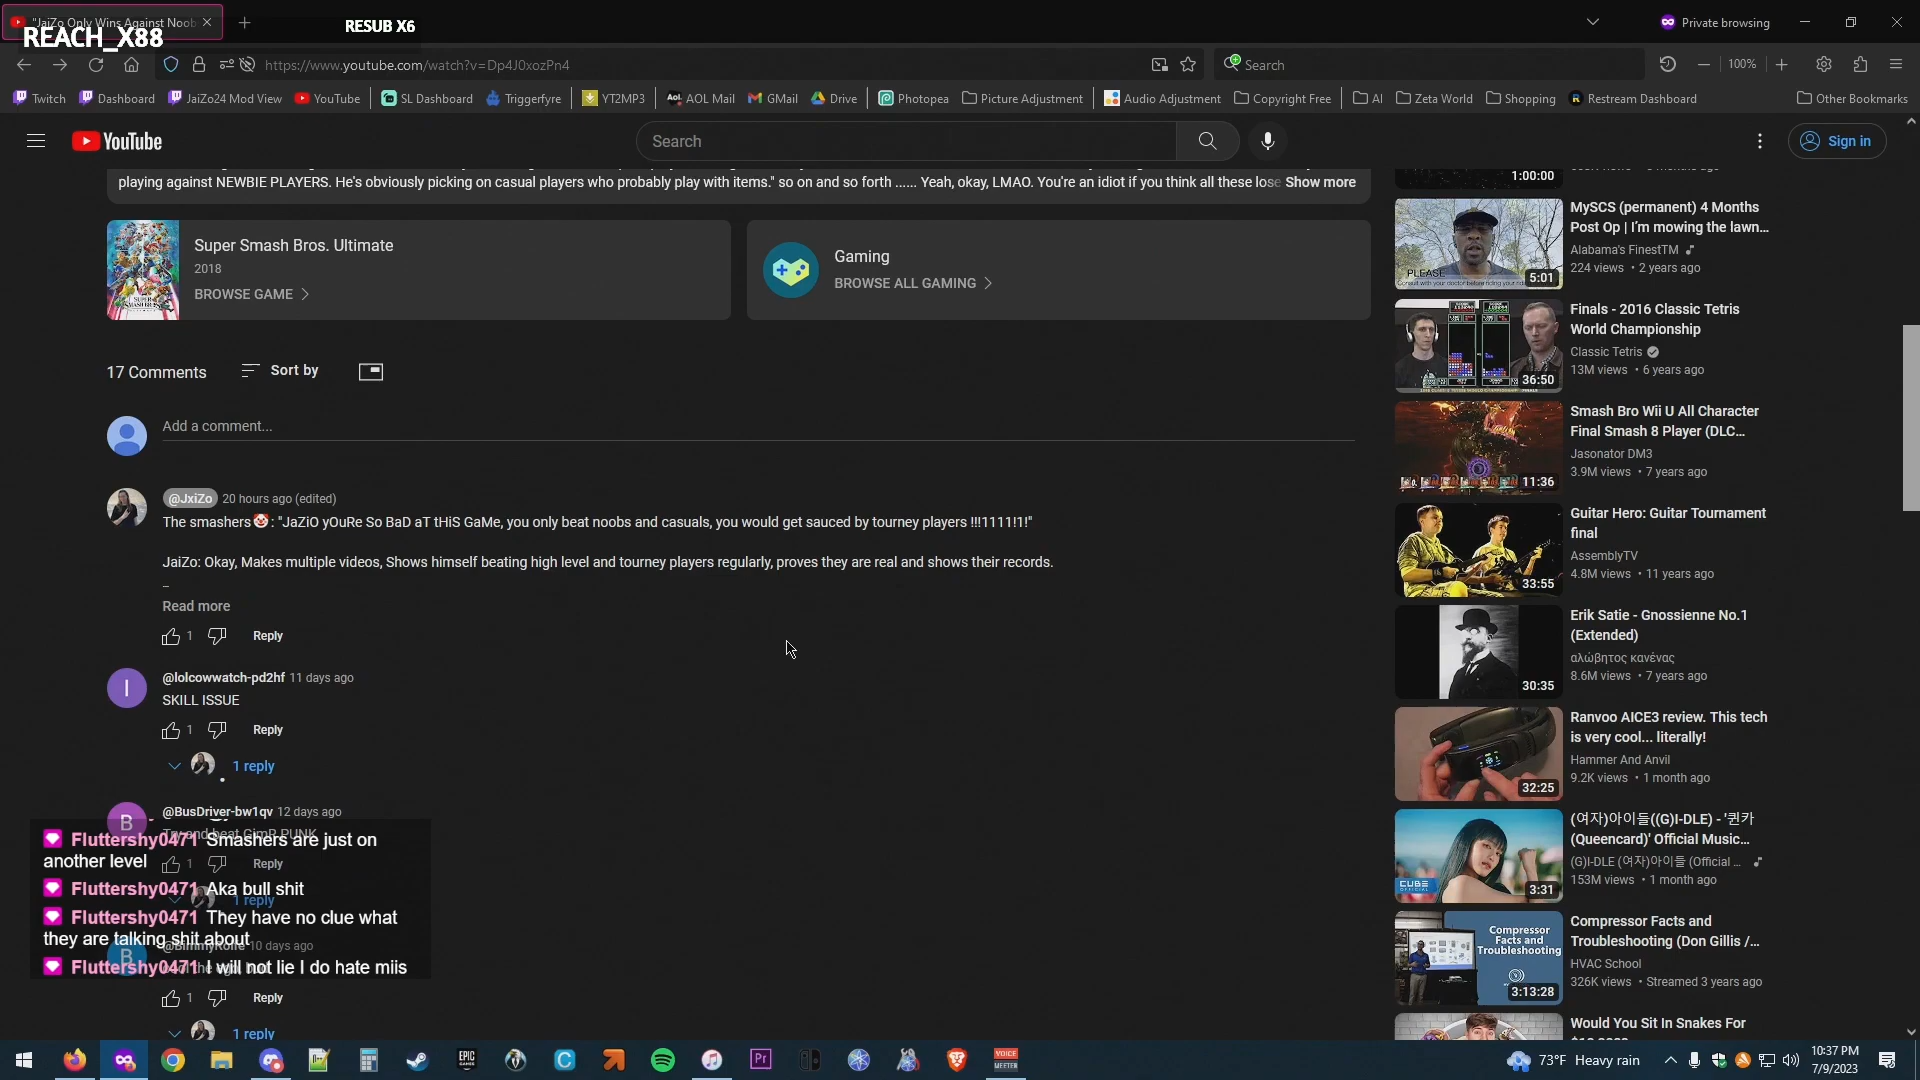 "JaiZo Only Wins Against Noob
REACH_X88
RESUB X6
Private browsing
https://www.youtube.com/watch?v=Dp4J0xozPn4
Search
100%
Twitch
Dashboard
JaiZo24 Mod View
YouTube
SL Dashboard
Triggerfyre
YT2MP3
AOL Mail
GMail
Drive
Photopea
Picture Adjustment
Audio Adjustment
Copyright Free
AI
Zeta World
Shopping
Restream Dashboard
Other Bookmarks
YouTube
Search
Sign in
playing against NEWBIE PLAYERS. He's obviously picking on casual players who probably play with items." so on and so forth ...... Yeah, okay, LMAO. You're an idiot if you think all these lose Show more
Super Smash Bros. Ultimate
2018
BROWSE GAME
Gaming
BROWSE ALL GAMING
17 Comments
Sort by
Add a comment...
@JxiZo 20 hours ago (edited)
The smashers🤡: "JaZiO yOuRe So BaD aT tHiS GaMe, you only beat noobs and casuals, you would get sauced by tourney players !!!1111!1!"
JaiZo: Okay, Makes multiple videos, Shows himself beating high level and tourney players regularly, proves they are real and shows their records.
_
Read more
1
Reply
I
@lolcowwatch-pd2hf 11 days ago
SKILL ISSUE
1
Reply
1 reply
B
@BusDriver-bw1qv 12 days ago
Try and beat GimR PUNK
Fluttershy0471 Smashers are just on
another level
1
Reply
Fluttershy0471 Aka bull shit
1 reply
Fluttershy0471 They have no clue what
they are talking shit about
B
10 days ago
Fluttershy0471 I will not lie I do hate miis
1
Reply
1 reply
1:00:00
MySCS (permanent) 4 Months
Post Op | I'm mowing the lawn...
Alabama's FinestTM
224 views • 2 years ago
PLEASE
5:01
Finals - 2016 Classic Tetris
World Championship
Classic Tetris
13M views • 6 years ago
36:50
Smash Bro Wii U All Character
Final Smash 8 Player (DLC...
Jasonator DM3
3.9M views • 7 years ago
11:36
Guitar Hero: Guitar Tournament
final
AssemblyTV
4.8M views • 11 years ago
33:55
Erik Satie - Gnossienne No.1
(Extended)
αλώβητος κανένας
8.6M views • 7 years ago
30:35
Ranvoo AICE3 review. This tech
is very cool... literally!
Hammer And Anvil
9.2K views • 1 month ago
32:25
(여자)아이들((G)I-DLE) - '퀸카
(Queencard)' Official Music...
(G)I-DLE (여자)아이들 (Official ...
153M views • 1 month ago
CUBE
3:31
Compressor Facts and
Troubleshooting (Don Gillis /...
HVAC School
326K views • Streamed 3 years ago
Compressor
Facts and
Troubleshooting
3:13:28
Would You Sit In Snakes For
73°F Heavy rain
10:37 PM
7/9/2023